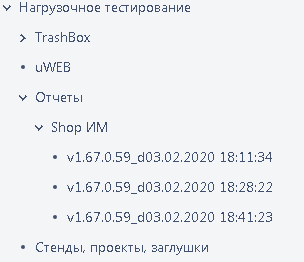 Нагрузочное тестирование
TrashBox
uWEB
Отчеты
Shop ИМ
v1.67.0.59_d03.02.2020 18:11:34
v1.67.0.59_d03.02.2020 18:28:22
v1.67.0.59_d03.02.2020 18:41:23
Стенды, проекты, заглушки